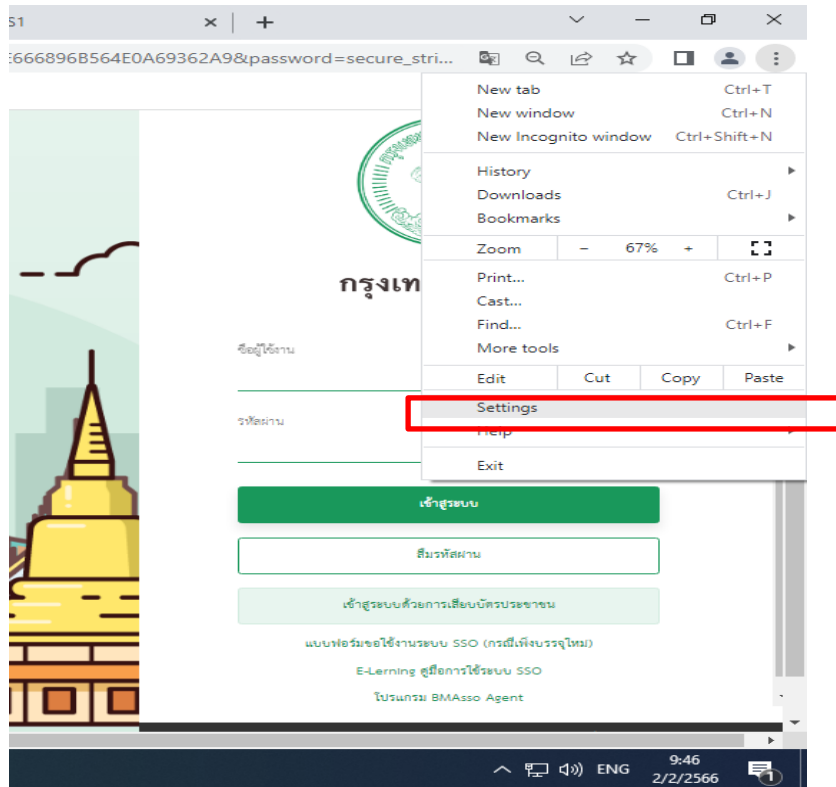 S1
E666896B564E0A69362A9&password=secure_stri...
New tab Ctrl+T
New window Ctrl+N
New Incognito window Ctrl+Shift+N
History
Downloads Ctrl+J
Bookmarks
Zoom - 67% +
Print... Ctrl+P
Cast...
กรุงเท
Find... Ctrl+F
More tools
ชื่อผู้ใช้งาน
Edit Cut Copy Paste
Settings
รหัสผ่าน
Help
Exit
เข้าสู่ระบบ
ลืมรหัสผ่าน
เข้าสู่ระบบด้วยการเสียบบัตรประชาชน
แบบฟอร์มขอใช้งานระบบ SSO (กรณีเพิ่งบรรจุใหม่)
E-Lerning คู่มือการใช้ระบบ SSO
โปรแกรม BMAsso Agent
ENG
9:46
2/2/2566
1